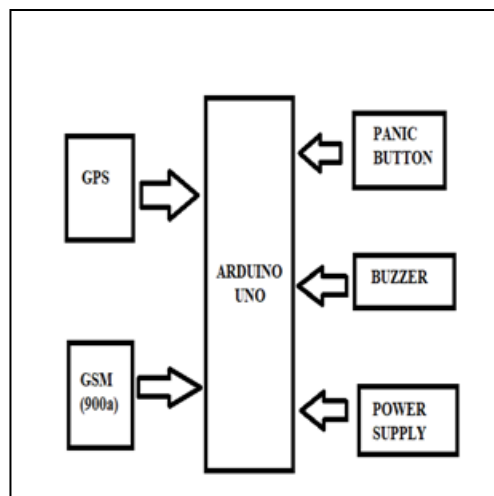 GPS
GSM
(900a)
ARDUINO
UNO
PANIC
BUTTON
BUZZER
POWER
SUPPLY